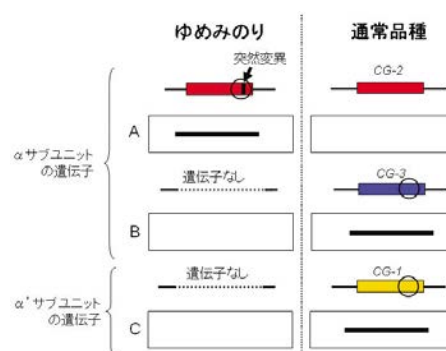 ゆめみのり
通常品種
突然変異
CG-2
A
αサブユニット
の遺伝子
遺伝子なし
CG-3
B
遺伝子なし
CG-1
α'サブユニット
の遺伝子
C